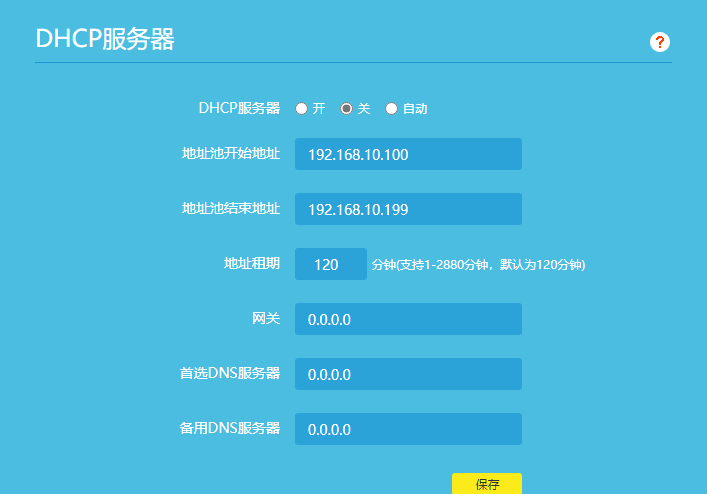 DHCP服务器
?
DHCP服务器 开 关 自动
地址池开始地址 192.168.10.100
地址池结束地址 192.168.10.199
地址租期 120 分钟(支持1-2880分钟，默认为120分钟)
网关 0.0.0.0
首选DNS服务器 0.0.0.0
备用DNS服务器 0.0.0.0
保存